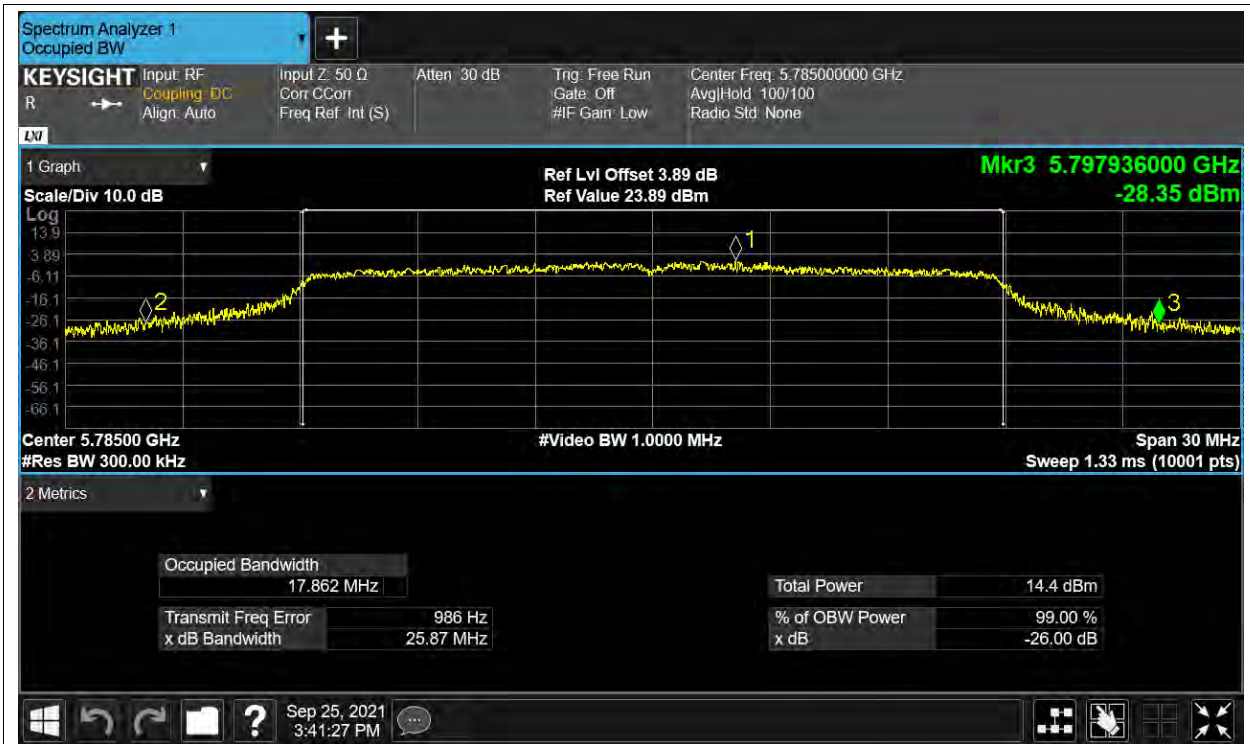 Spectrum Analyzer 1
Occupied BW
+
KEYSIGHT Input: RF Input Z: 50 Ω Atten: 30 dB Trig: Free Run Center Freq: 5.785000000 GHz
R Coupling: DC Corr CCorr Gate: Off Avg|Hold: 100/100
Align: Auto Freq Ref: Int (S) #IF Gain: Low Radio Std: None
LXI
1 Graph Ref Lvl Offset 3.89 dB Mkr3 5.797936000 GHz
Scale/Div 10.0 dB Ref Value 23.89 dBm -28.35 dBm
Log
13.9
3.89
-6.11
-16.1
-26.1
-36.1
-46.1
-56.1
-66.1
1
2
3
Center 5.78500 GHz #Video BW 1.0000 MHz Span 30 MHz
#Res BW 300.00 kHz Sweep 1.33 ms (10001 pts)
2 Metrics
Occupied Bandwidth
17.862 MHz Total Power 14.4 dBm
Transmit Freq Error 986 Hz % of OBW Power 99.00 %
x dB Bandwidth 25.87 MHz x dB -26.00 dB
? Sep 25, 2021
3:41:27 PM